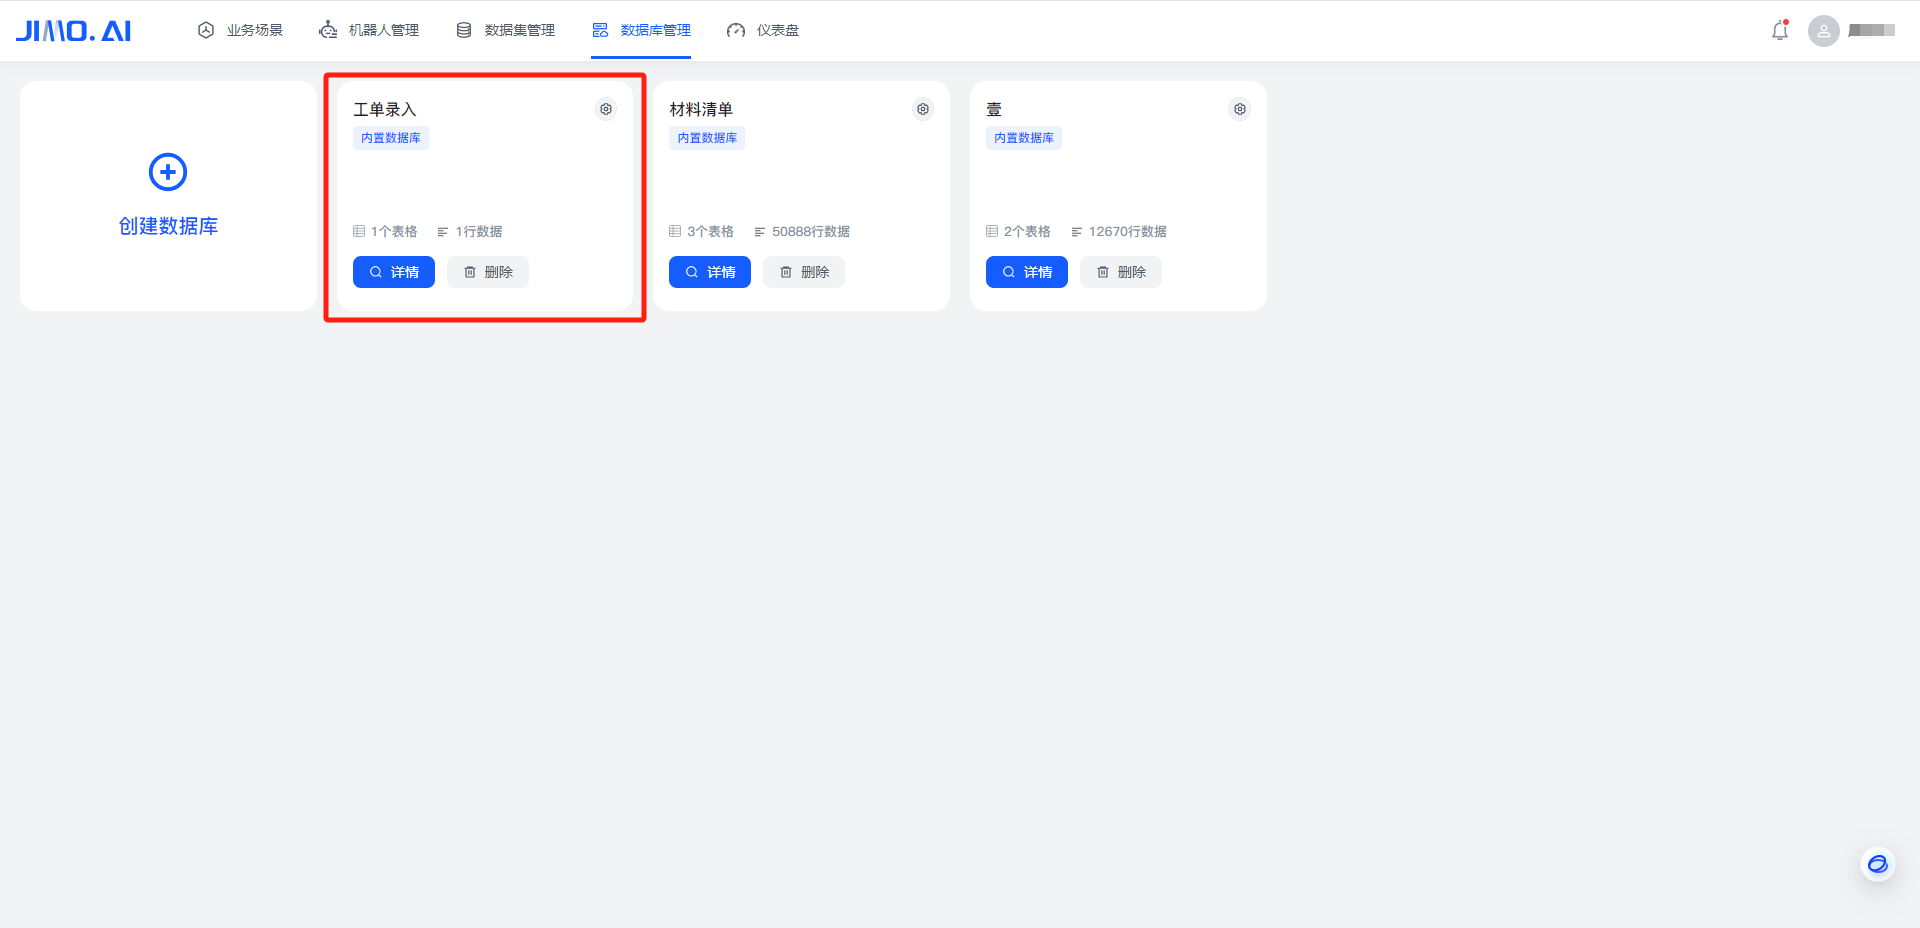 JIMO.AI 业务场景 机器人管理 数据集管理 数据库管理 仪表盘
创建数据库
工单录入
内置数据库
1个表格 1行数据
详情 删除
材料清单
内置数据库
3个表格 50888行数据
详情 删除
壹
内置数据库
2个表格 12670行数据
详情 删除